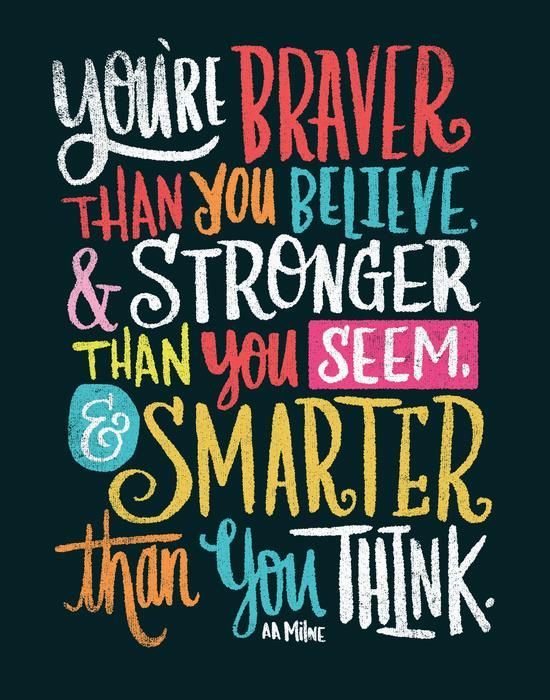 YOU'RE BRAVER
THAN YOU BELIEVE,
& STRONGER
THAN YOU SEEM,
& SMARTER
than You THINK.
AA MiLNE